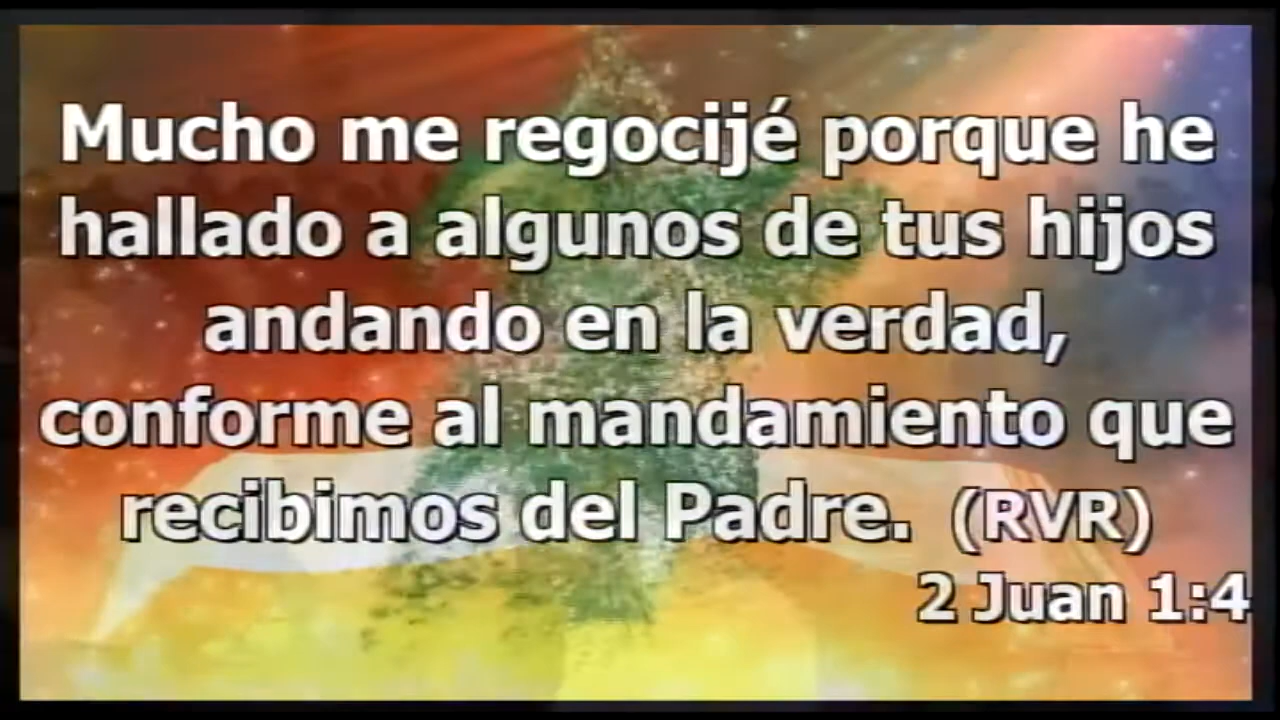 Mucho me regocijé porque he
hallado a algunos de tus hijos
andando en la verdad,
conforme al mandamiento que
recibimos del Padre. (RVR)
2 Juan 1:4